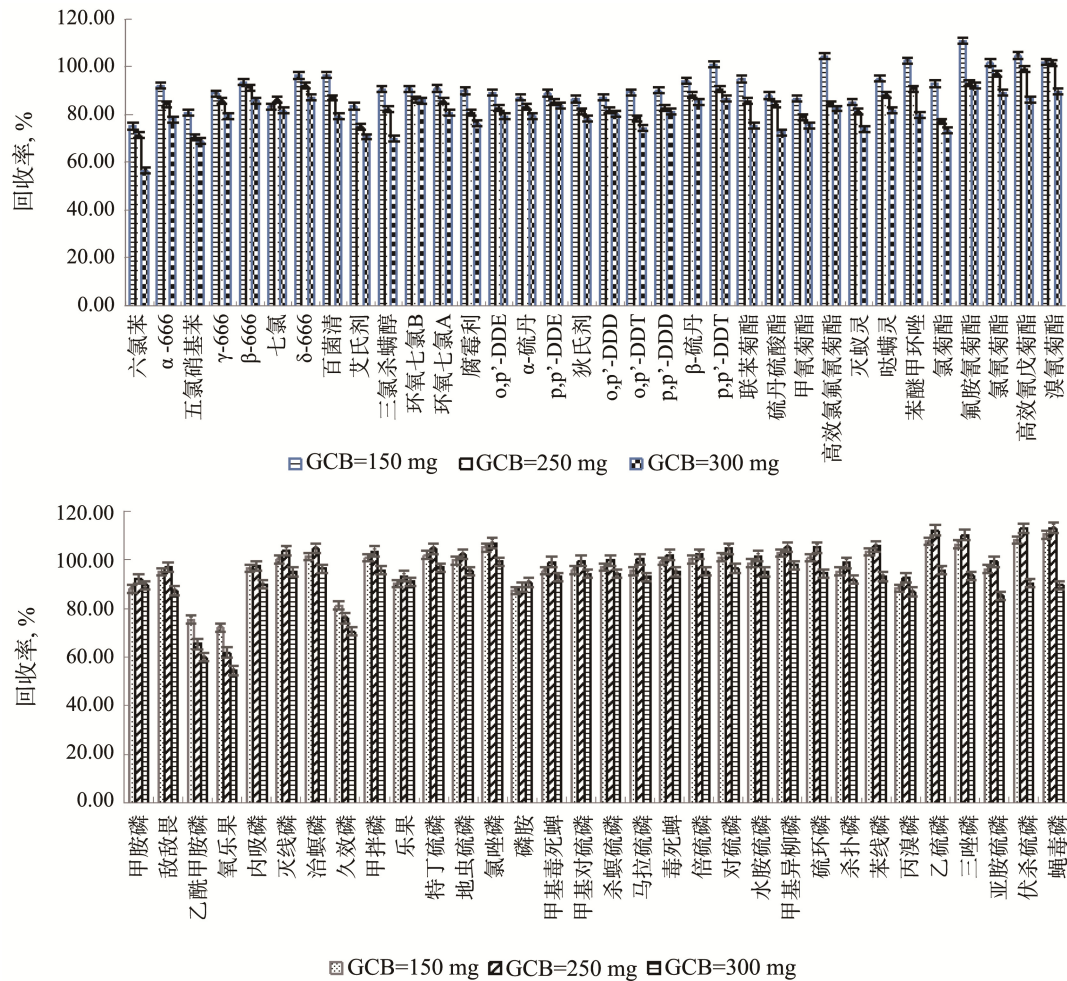 120.00
100.00
80.00
60.00
40.00
20.00
0.00
回收率, %
六氯苯
α-666
五氯硝基苯
γ-666
β-666
七氯
δ-666
百菌清
艾氏剂
三氯杀螨醇
环氧七氯B
环氧七氯A
腐霉利
o,p'-DDE
α-硫丹
p,p'-DDE
狄氏剂
o,p'-DDD
o,p'-DDT
p,p'-DDD
β-硫丹
p,p'-DDT
联苯菊酯
硫丹硫酸酯
甲氰菊酯
高效氯氟氰菊酯
灭蚁灵
哒螨灵
苯醚甲环唑
氯菊酯
氟胺氰菊酯
氯氰菊酯
高效氰戊菊酯
溴氰菊酯
GCB=150 mg GCB=250 mg GCB=300 mg
120.00
100.00
80.00
60.00
40.00
20.00
0.00
回收率, %
甲胺磷
敌敌畏
乙酰甲胺磷
氧乐果
内吸磷
灭线磷
治螟磷
久效磷
甲拌磷
乐果
特丁硫磷
地虫硫磷
氯唑磷
磷胺
甲基毒死蜱
甲基对硫磷
杀螟硫磷
马拉硫磷
毒死蜱
倍硫磷
对硫磷
水胺硫磷
甲基异柳磷
硫环磷
杀扑磷
苯线磷
丙溴磷
乙硫磷
三唑磷
亚胺硫磷
伏杀硫磷
蝇毒磷
GCB=150 mg GCB=250 mg GCB=300 mg